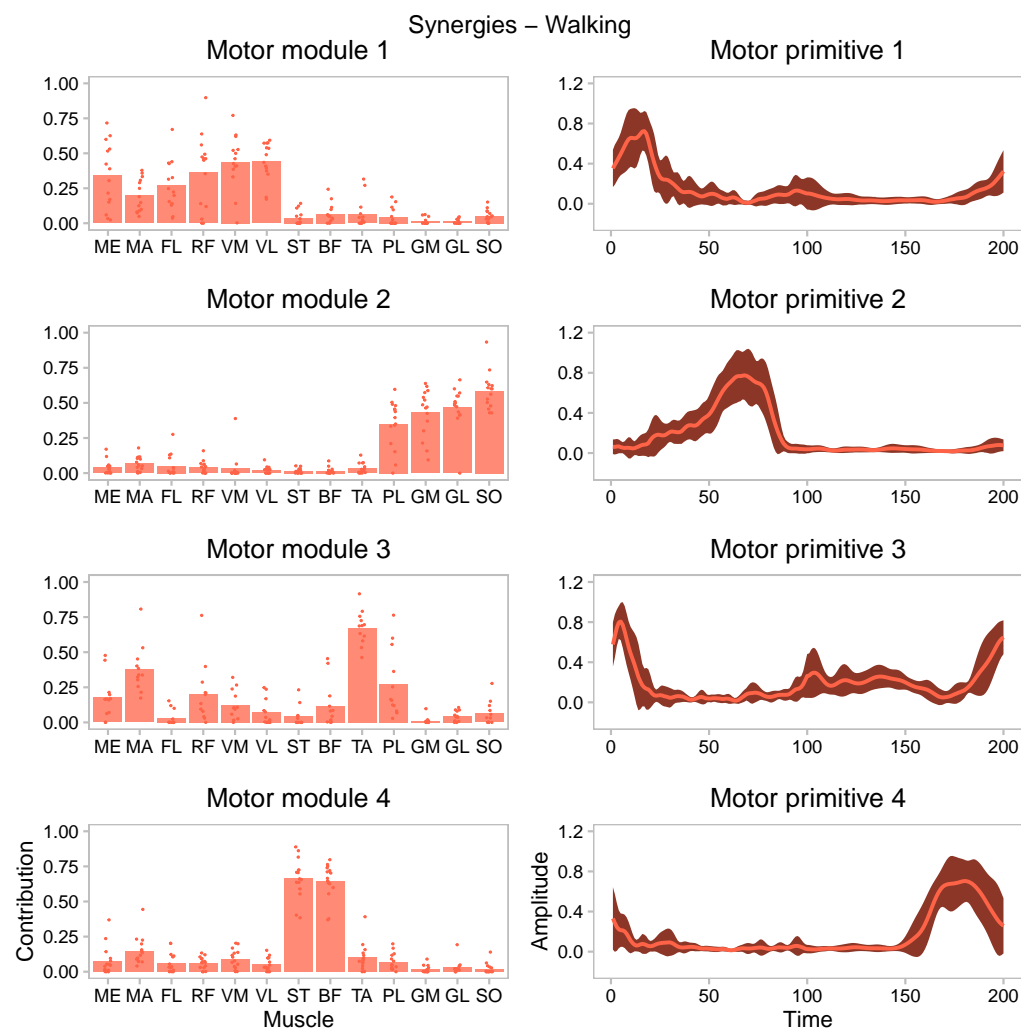 Synergies – Walking
Motor module 1
Motor primitive 1
1.00
0.75
0.50
0.25
0.00
ME MA FL RF VM VL ST BF TA PL GM GL SO
1.2
0.8
0.4
0.0
0 50 100 150 200
Motor module 2
Motor primitive 2
1.00
0.75
0.50
0.25
0.00
ME MA FL RF VM VL ST BF TA PL GM GL SO
1.2
0.8
0.4
0.0
0 50 100 150 200
Motor module 3
Motor primitive 3
1.00
0.75
0.50
0.25
0.00
ME MA FL RF VM VL ST BF TA PL GM GL SO
1.2
0.8
0.4
0.0
0 50 100 150 200
Motor module 4
Motor primitive 4
Contribution
1.00
0.75
0.50
0.25
0.00
ME MA FL RF VM VL ST BF TA PL GM GL SO
Muscle
Amplitude
1.2
0.8
0.4
0.0
0 50 100 150 200
Time